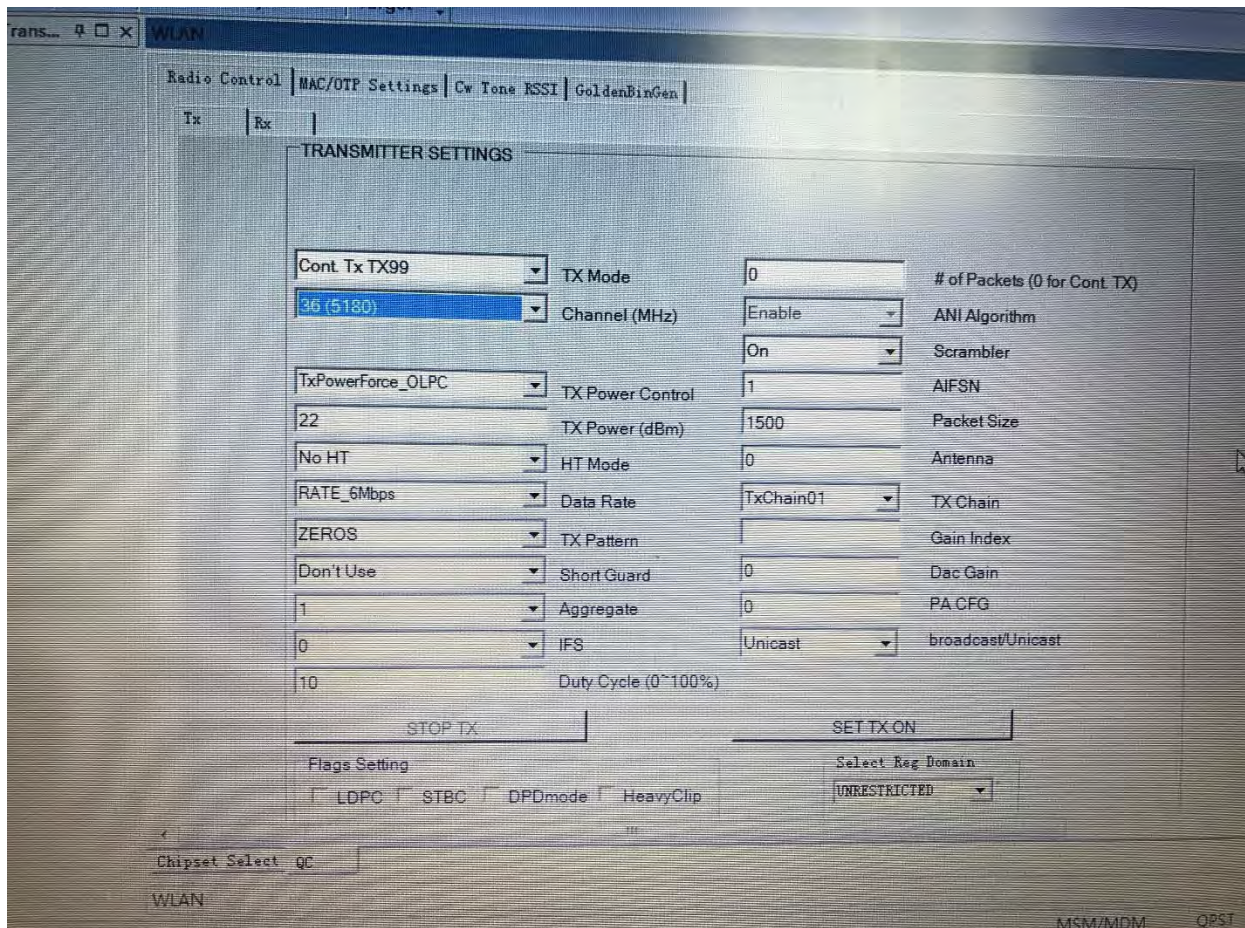 rans...
WLAN
Radio Control MAC/OTP Settings Cw Tone RSSI GoldenBinGen
Tx Rx
TRANSMITTER SETTINGS
Cont. Tx TX99 TX Mode 0 # of Packets (0 for Cont. TX)
36 (5180) Channel (MHz) Enable ANI Algorithm
On Scrambler
TxPowerForce_OLPC TX Power Control 1 AIFSN
22 TX Power (dBm) 1500 Packet Size
No HT HT Mode 0 Antenna
RATE_6Mbps Data Rate TxChain01 TX Chain
ZEROS TX Pattern Gain Index
Don't Use Short Guard 0 Dac Gain
1 Aggregate 0 PA CFG
0 IFS Unicast broadcast/Unicast
10 Duty Cycle (0~100%)
STOP TX SET TX ON
Flags Setting Select Reg Domain
LDPC STBC DPDmode HeavyClip UNRESTRICTED
Chipset Select QC
WLAN
MSM/MDM QPST